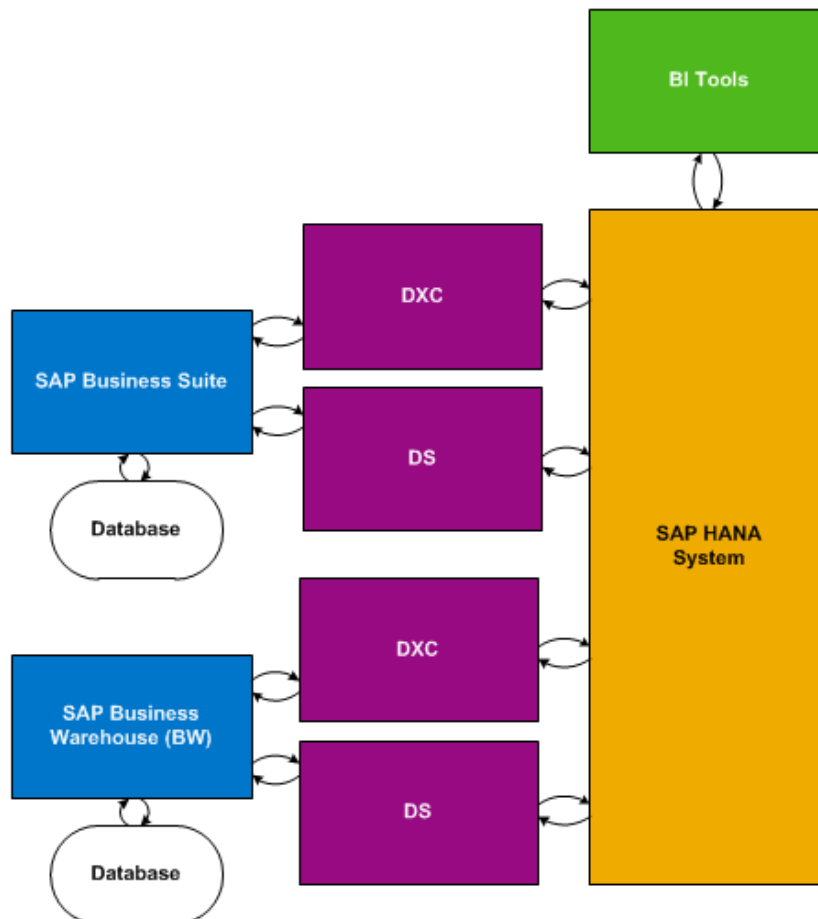 BI Tools
DXC
SAP Business Suite
DS
Database
SAP HANA
System
DXC
SAP Business
Warehouse (BW)
DS
Database